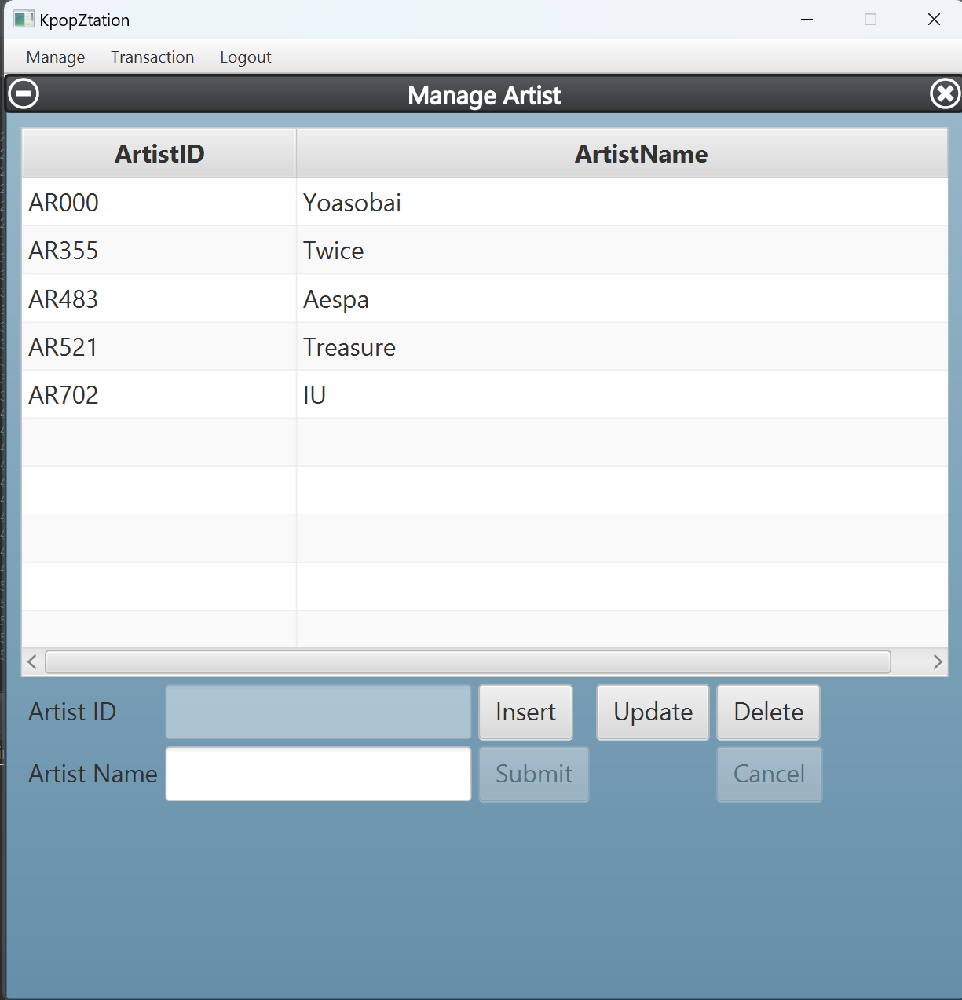 KpopZtation
Manage Transaction Logout
Manage Artist
ArtistID ArtistName
AR000 Yoasobai
AR355 Twice
AR483 Aespa
AR521 Treasure
AR702 IU
Artist ID Insert Update Delete
Artist Name Submit Cancel